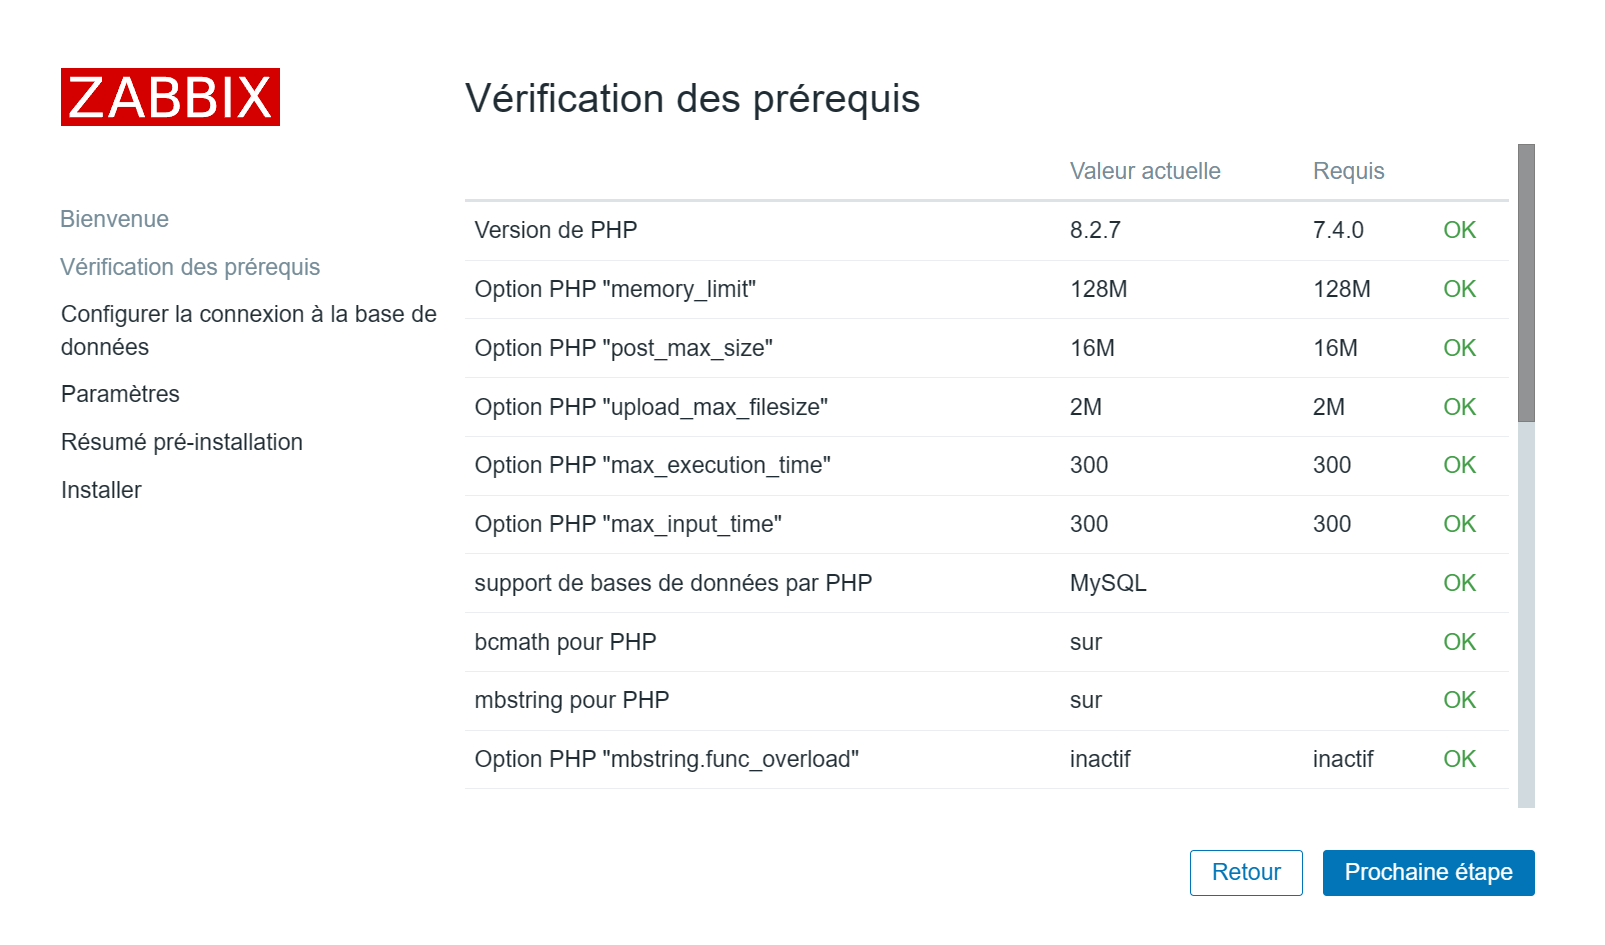 ZABBIX
Bienvenue
Vérification des prérequis
Configurer la connexion à la base de
données
Paramètres
Résumé pré-installation
Installer
Vérification des prérequis
Valeur actuelle Requis
Version de PHP 8.2.7 7.4.0 OK
Option PHP "memory_limit" 128M 128M OK
Option PHP "post_max_size" 16M 16M OK
Option PHP "upload_max_filesize" 2M 2M OK
Option PHP "max_execution_time" 300 300 OK
Option PHP "max_input_time" 300 300 OK
support de bases de données par PHP MySQL OK
bcmath pour PHP sur OK
mbstring pour PHP sur OK
Option PHP "mbstring.func_overload" inactif inactif OK
Retour Prochaine étape